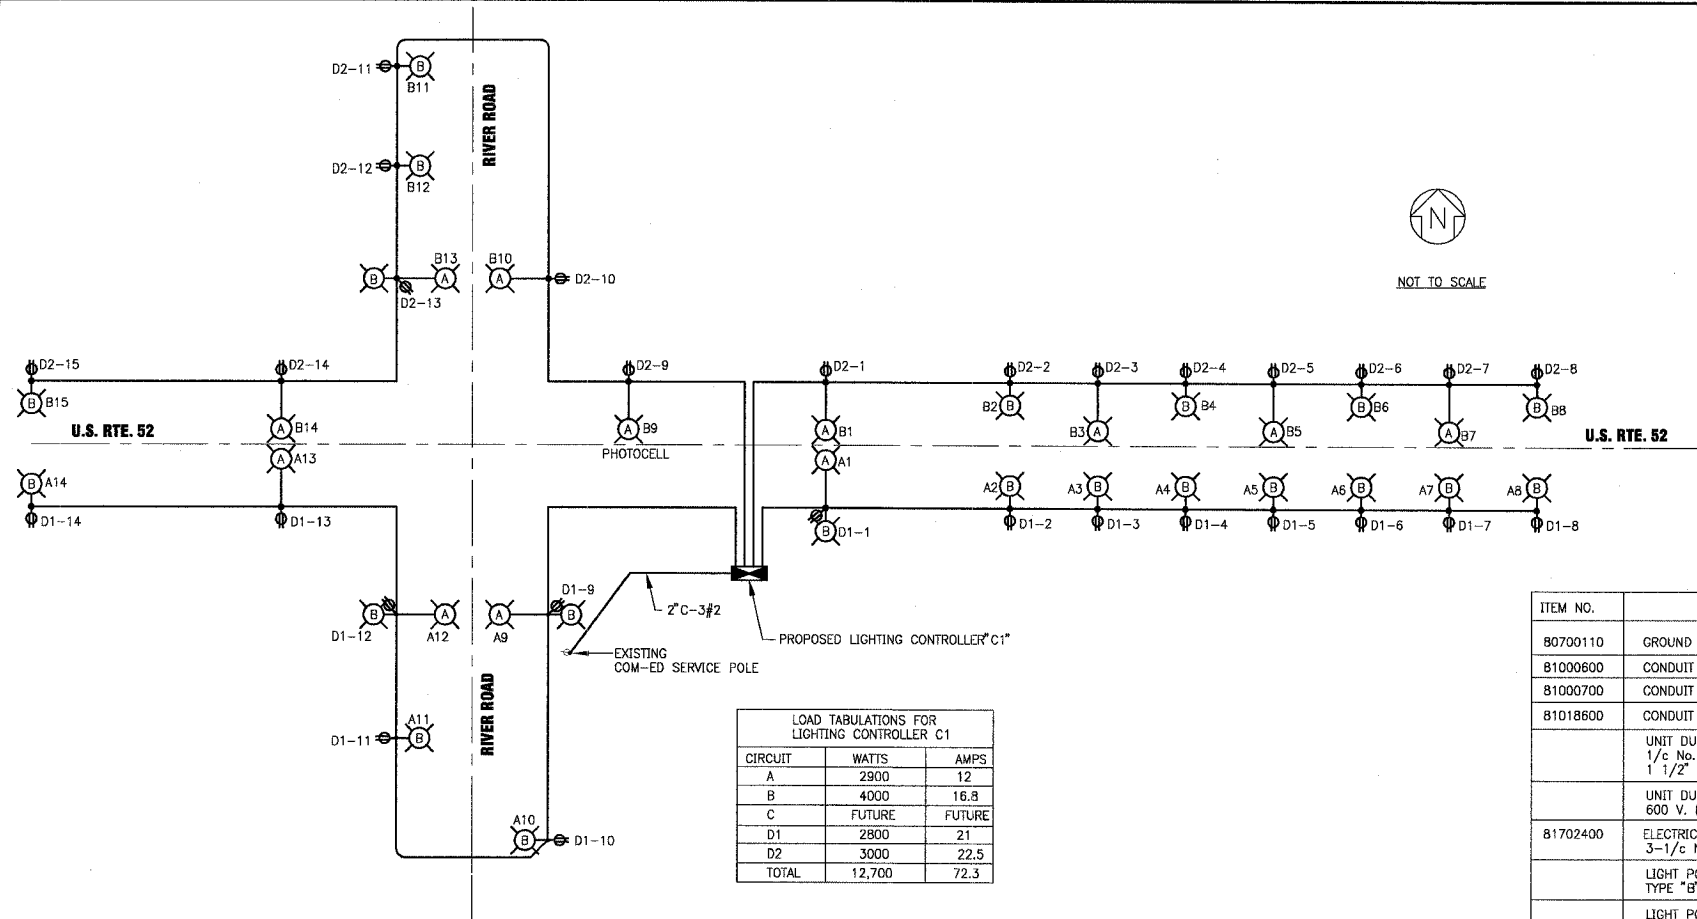 D2-11
B
B11
RIVER ROAD
D2-12
B
B12
N
NOT TO SCALE
B13
B10
B
A
A
D2-10
D2-13
D2-15
D2-14
D2-9
D2-1
D2-2
D2-3
D2-4
D2-5
D2-6
D2-7
D2-8
B
B15
A
B14
A
B9
A
B1
B2
B
B3
A
B
B4
A
B5
B
B6
A
B7
B
B8
U.S. RTE. 52
U.S. RTE. 52
PHOTOCELL
A
A13
A
A1
B
A14
A2
B
A3
B
A4
B
A5
B
A6
B
A7
B
A8
B
D1-14
D1-13
B
D1-1
D1-2
D1-3
D1-4
D1-5
D1-6
D1-7
D1-8
D1-9
B
A
A
B
D1-12
A12
A9
2"C-3#2
PROPOSED LIGHTING CONTROLLER"C1"
EXISTING
COM-ED SERVICE POLE
RIVER ROAD
A11
D1-11
B
A10
B
D1-10
LOAD TABULATIONS FOR
LIGHTING CONTROLLER C1
CIRCUIT WATTS AMPS
A 2900 12
B 4000 16.8
C FUTURE FUTURE
D1 2800 21
D2 3000 22.5
TOTAL 12,700 72.3
ITEM NO.
80700110 GROUND
81000600 CONDUIT
81000700 CONDUIT
81018600 CONDUIT
UNIT DU
1/c No.
1 1/2"
UNIT DU
600 V.
81702400 ELECTRIC
3-1/c
LIGHT PO
TYPE "B"
LIGHT PO